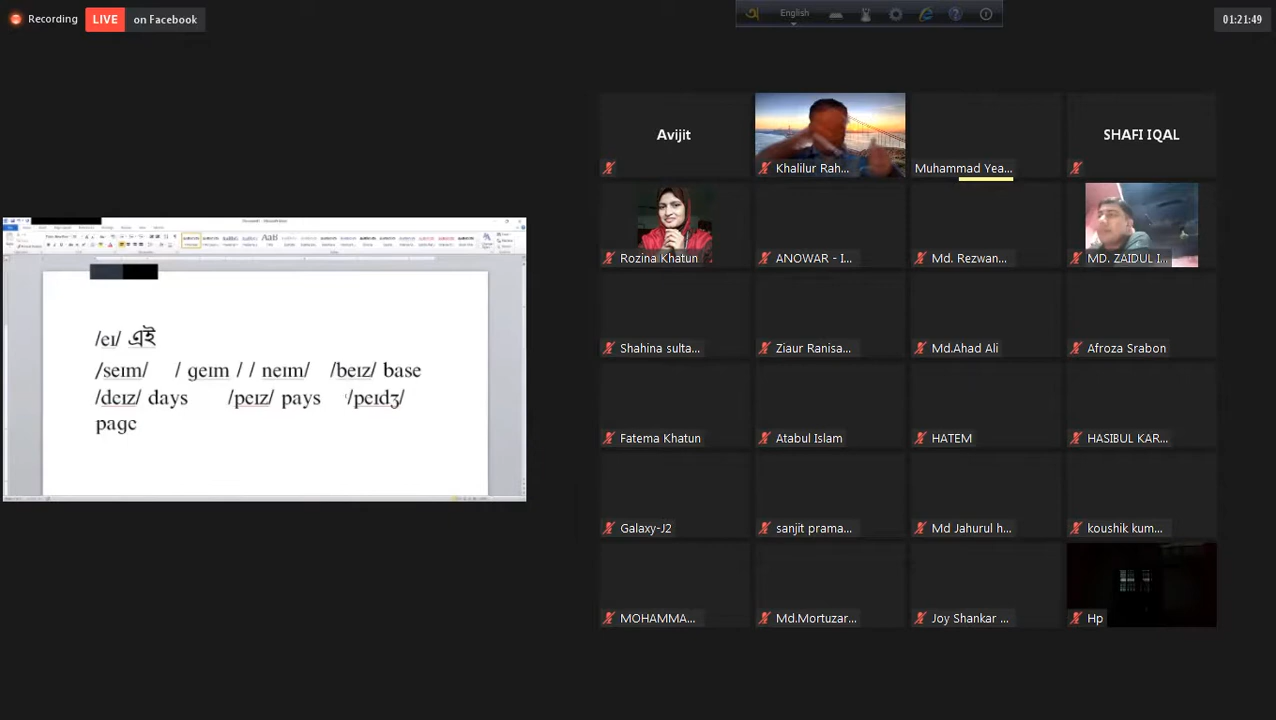 Recording LIVE on Facebook
English
01:21:49
Avijit
Khalilur Rah...
Muhammad Yea...
SHAFI IQAL
Rozina Khatun
ANOWAR - I...
Md. Rezwan...
MD. ZAIDUL I...
/eɪ/ এই
/seɪm/ / geɪm / / neɪm/ /beɪz/ base
/deɪz/ days /peɪz/ pays /peɪdʒ/
page
Shahina sulta...
Ziaur Ranisa...
Md.Ahad Ali
Afroza Srabon
Fatema Khatun
Atabul Islam
HATEM
HASIBUL KAR...
Galaxy-J2
sanjit prama...
Md Jahurul h...
koushik kum...
MOHAMMA...
Md.Mortuzar...
Joy Shankar ...
Hp